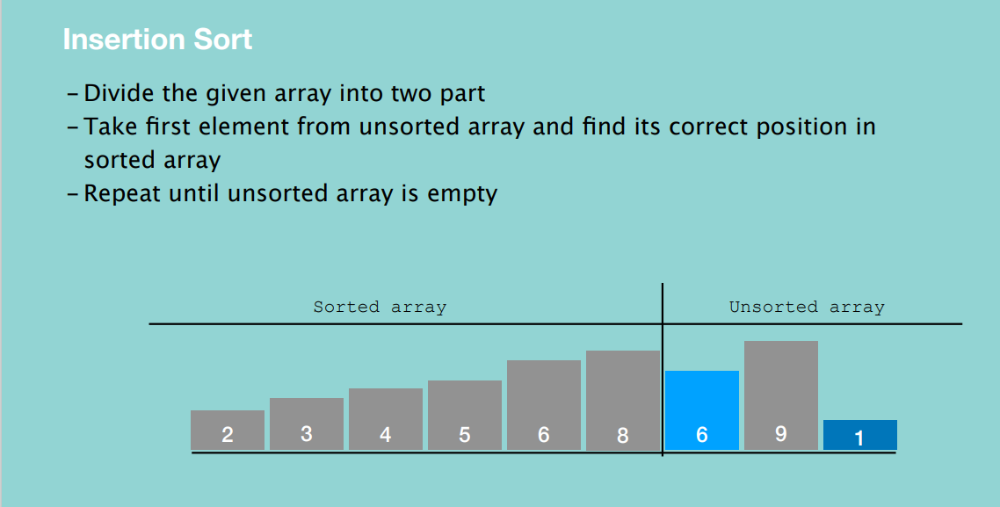 Insertion Sort
– Divide the given array into two part
– Take first element from unsorted array and find its correct position in
sorted array
– Repeat until unsorted array is empty
Sorted array Unsorted array
2 3 4 5 6 8 6 9 1